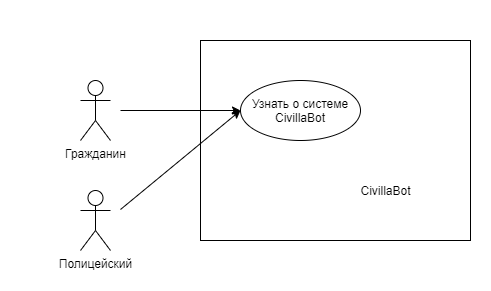 Узнать о системе
CivillaBot
Гражданин
CivillaBot
Полицейский